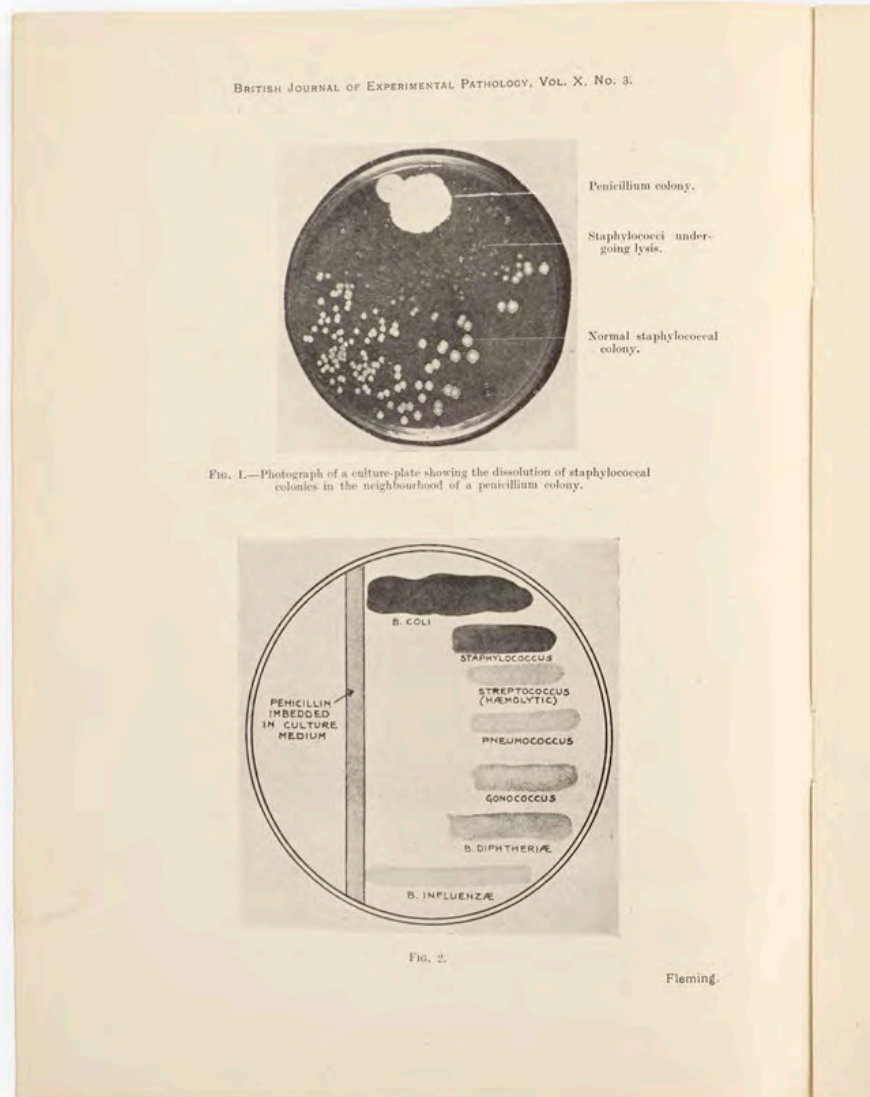 BRITISH JOURNAL OF EXPERIMENTAL PATHOLOGY, VOL. X, NO. 3.
Penicillium colony.
Staphylococci under-
going lysis.
Normal staphylococcal
colony.
FIG. 1.—Photograph of a culture-plate showing the dissolution of staphylococcal
colonies in the neighbourhood of a penicillium colony.
B. COLI
STAPHYLOCOCCUS
STREPTOCOCCUS
(HÆMOLYTIC)
PENICILLIN
IMBEDDED
IN CULTURE
MEDIUM
PNEUMOCOCCUS
GONOCOCCUS
B. DIPHTHERIÆ
B. INFLUENZÆ
FIG. 2.
Fleming.